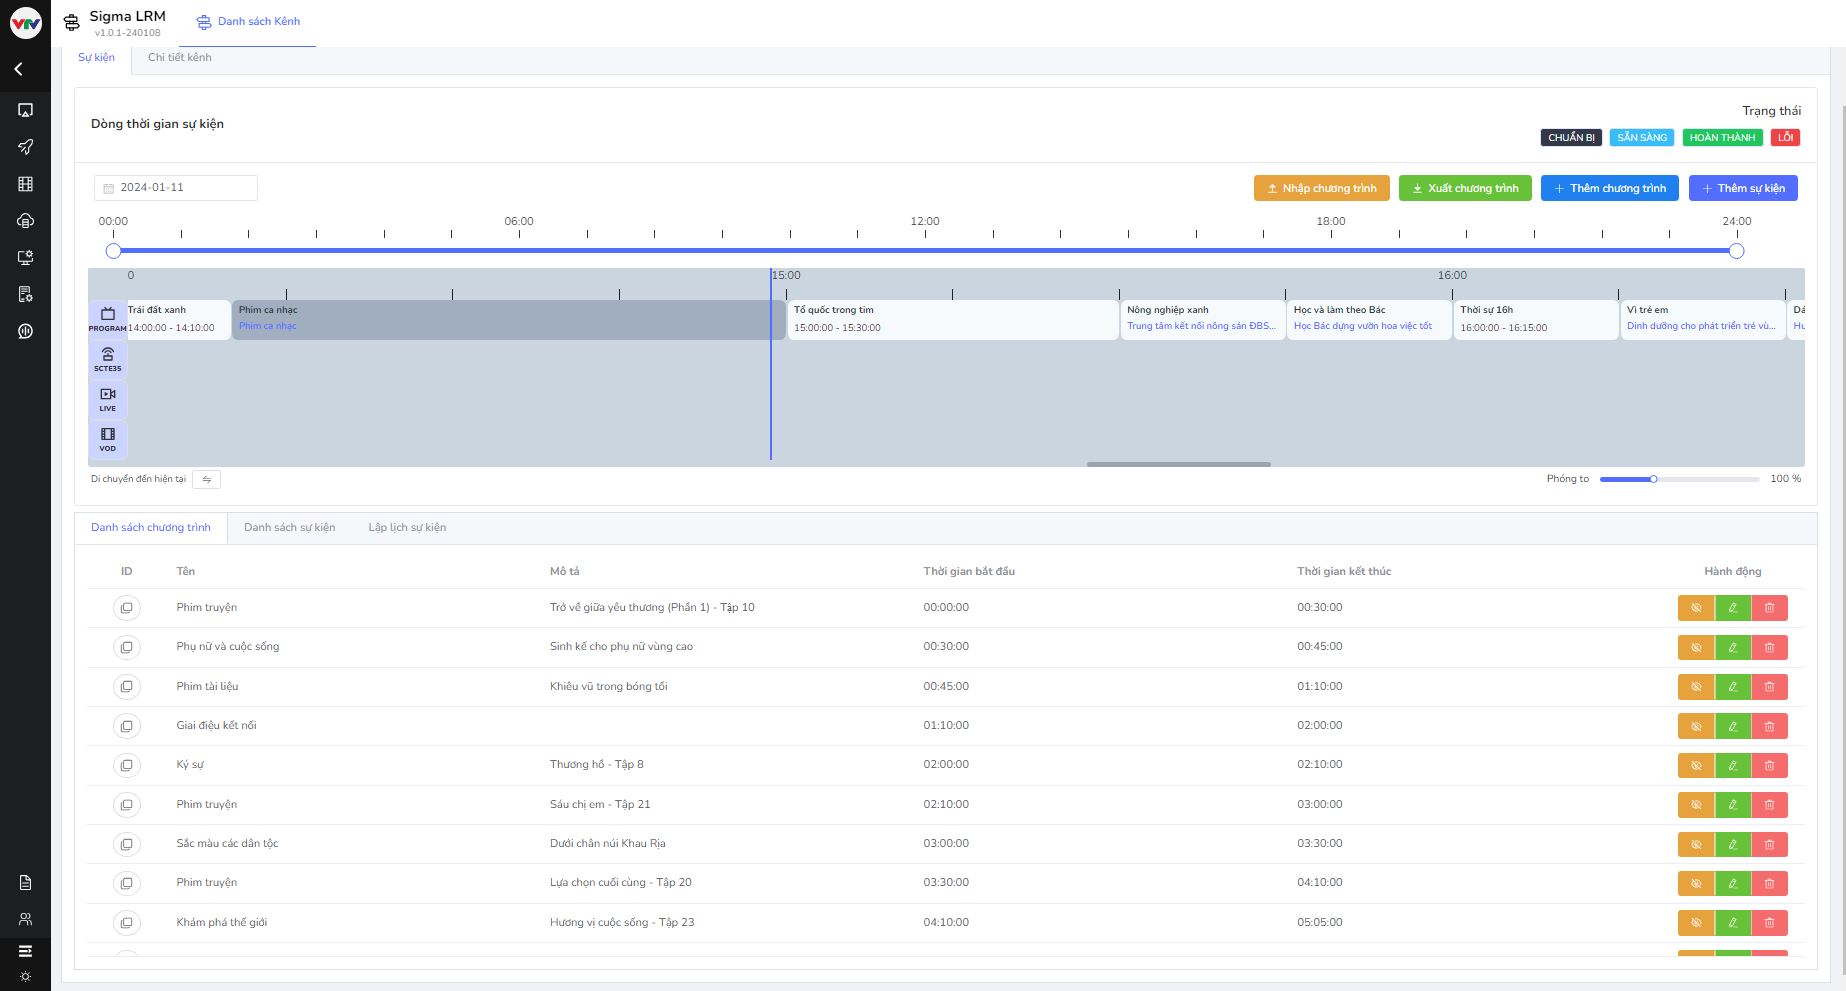 VTV
Sigma LRM
v1.0.1-240108
Danh sách Kênh
Sự kiện
Chi tiết kênh
Dòng thời gian sự kiện
Trạng thái
CHUẨN BỊ
SẴN SÀNG
HOÀN THÀNH
LỖI
2024-01-11
Nhập chương trình
Xuất chương trình
Thêm chương trình
Thêm sự kiện
00:00 06:00 12:00 18:00 24:00
0 15:00 16:00
PROGRAM
Trái đất xanh
14:00:00 - 14:10:00
Phim ca nhạc
Phim ca nhạc
Tổ quốc trong tim
15:00:00 - 15:30:00
Nông nghiệp xanh
Trung tâm kết nối nông sản ĐBS...
Học và làm theo Bác
Học Bác dựng vườn hoa việc tốt
Thời sự 16h
16:00:00 - 16:15:00
Vì trẻ em
Dinh dưỡng cho phát triển trẻ vù...
Dá
Hu
SCTE35
LIVE
VOD
Di chuyển đến hiện tại
Phóng to
100 %
Danh sách chương trình
Danh sách sự kiện
Lập lịch sự kiện
ID Tên Mô tả Thời gian bắt đầu Thời gian kết thúc Hành động
Phim truyện Trở về giữa yêu thương (Phần 1) - Tập 10 00:00:00 00:30:00
Phụ nữ và cuộc sống Sinh kế cho phụ nữ vùng cao 00:30:00 00:45:00
Phim tài liệu Khiêu vũ trong bóng tối 00:45:00 01:10:00
Giai điệu kết nối 01:10:00 02:00:00
Ký sự Thương hồ - Tập 8 02:00:00 02:10:00
Phim truyện Sáu chị em - Tập 21 02:10:00 03:00:00
Sắc màu các dân tộc Dưới chân núi Khau Rịa 03:00:00 03:30:00
Phim truyện Lựa chọn cuối cùng - Tập 20 03:30:00 04:10:00
Khám phá thế giới Hương vị cuộc sống - Tập 23 04:10:00 05:05:00